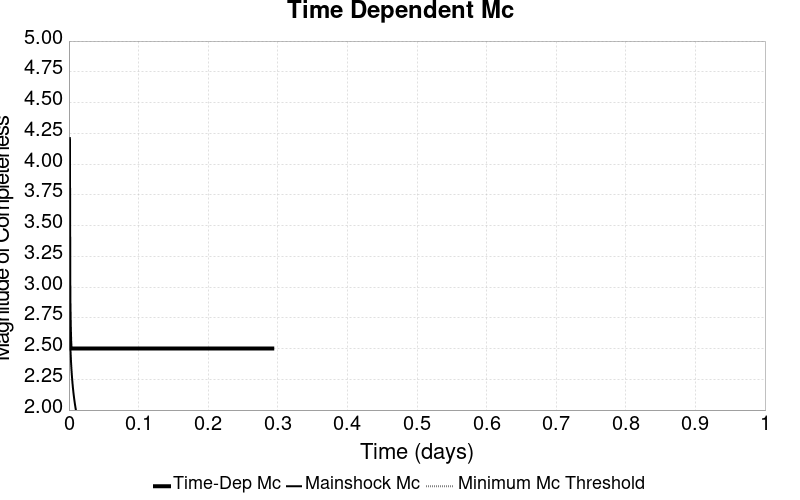 Time Dependent Mc
Magnitude of Completeness
5.00
4.75
4.50
4.25
4.00
3.75
3.50
3.25
3.00
2.75
2.50
2.25
2.00
0 0.1 0.2 0.3 0.4 0.5 0.6 0.7 0.8 0.9 1
Time (days)
Time-Dep Mc Mainshock Mc Minimum Mc Threshold